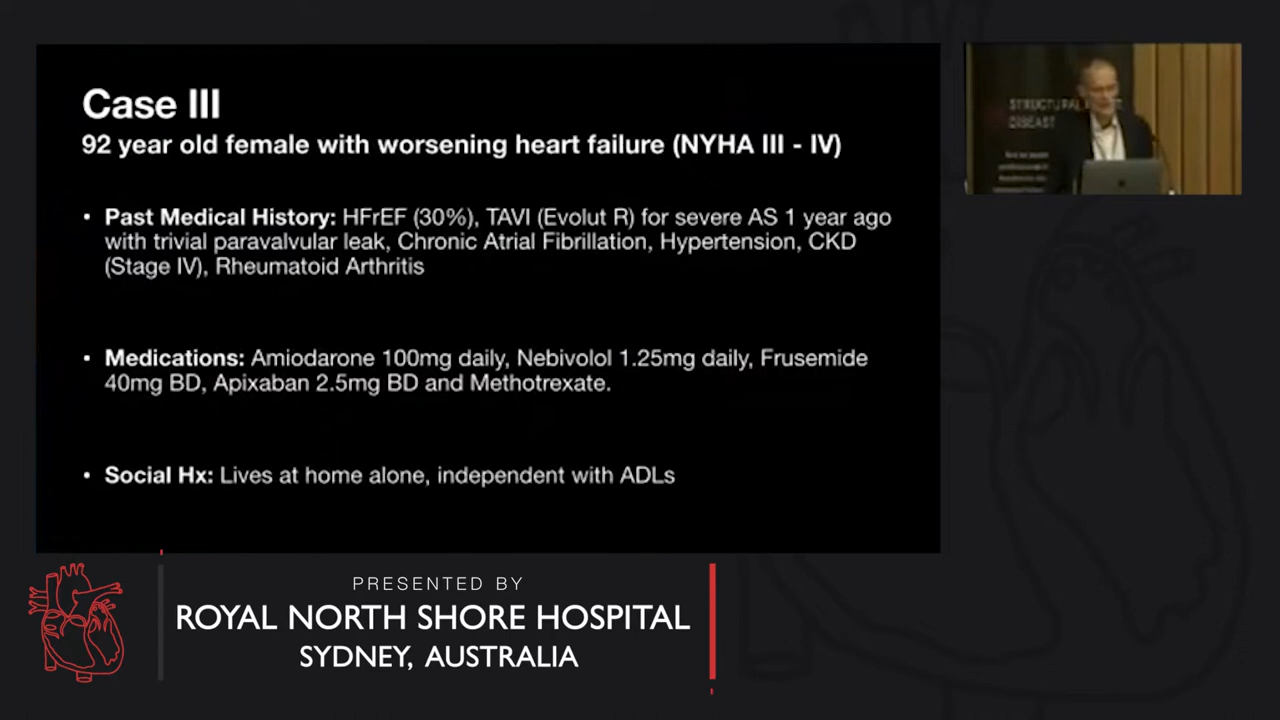 Case III
92 year old female with worsening heart failure (NYHA III - IV)
• Past Medical History: HFrEF (30%), TAVI (Evolut R) for severe AS 1 year ago
with trivial paravalvular leak, Chronic Atrial Fibrillation, Hypertension, CKD
(Stage IV), Rheumatoid Arthritis
• Medications: Amiodarone 100mg daily, Nebivolol 1.25mg daily, Frusemide
40mg BD, Apixaban 2.5mg BD and Methotrexate.
• Social Hx: Lives at home alone, independent with ADLs
STRUCTURAL
PRESENTED BY
ROYAL NORTH SHORE HOSPITAL
SYDNEY, AUSTRALIA